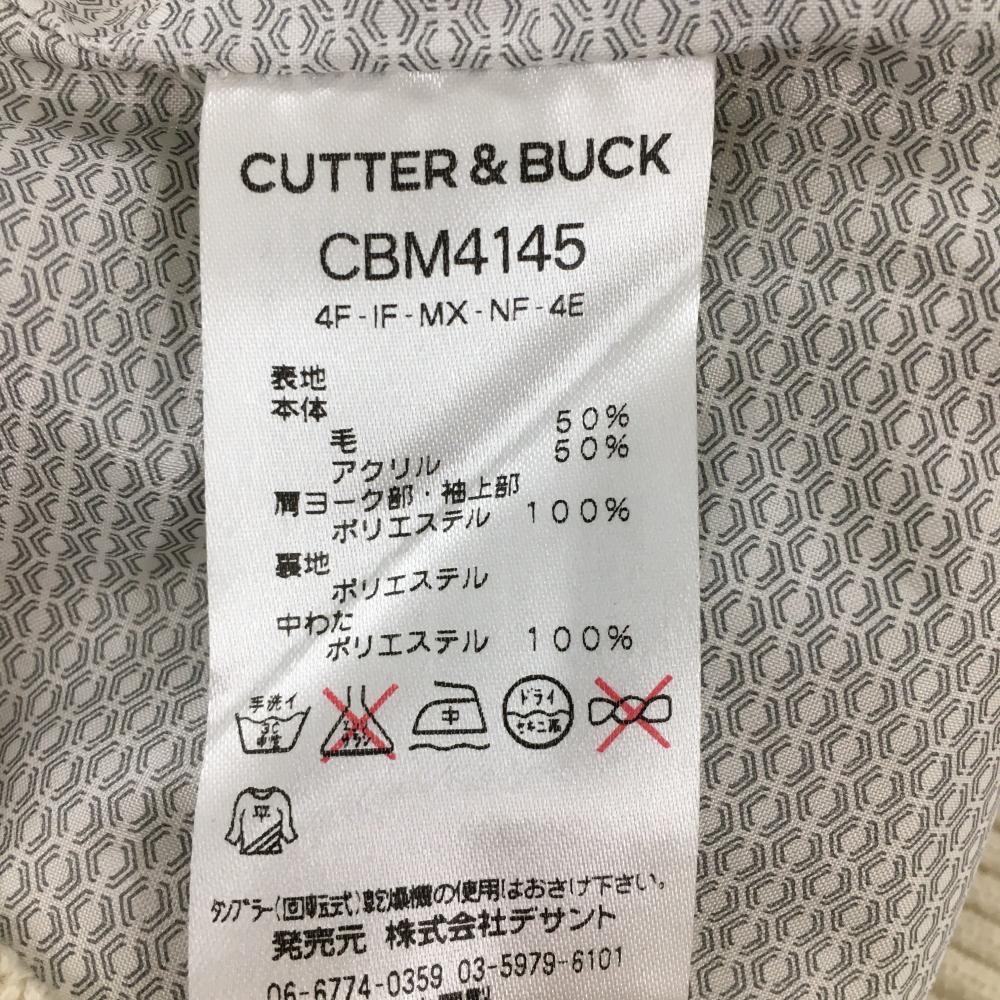 CUTTER & BUCK
CBM4145
4F-IF-MX-NF-4E
表地
本体
毛 50%
アクリル 50%
肩ヨーク部・袖上部
ポリエステル 100%
裏地
ポリエステル
中わた
ポリエステル 100%
手洗イ
中
ドライ
平
タンブラー(回転式)乾燥機の使用はおさけ下さい。
発売元 株式会社デサント
06-6774-0359 03-5979-6101